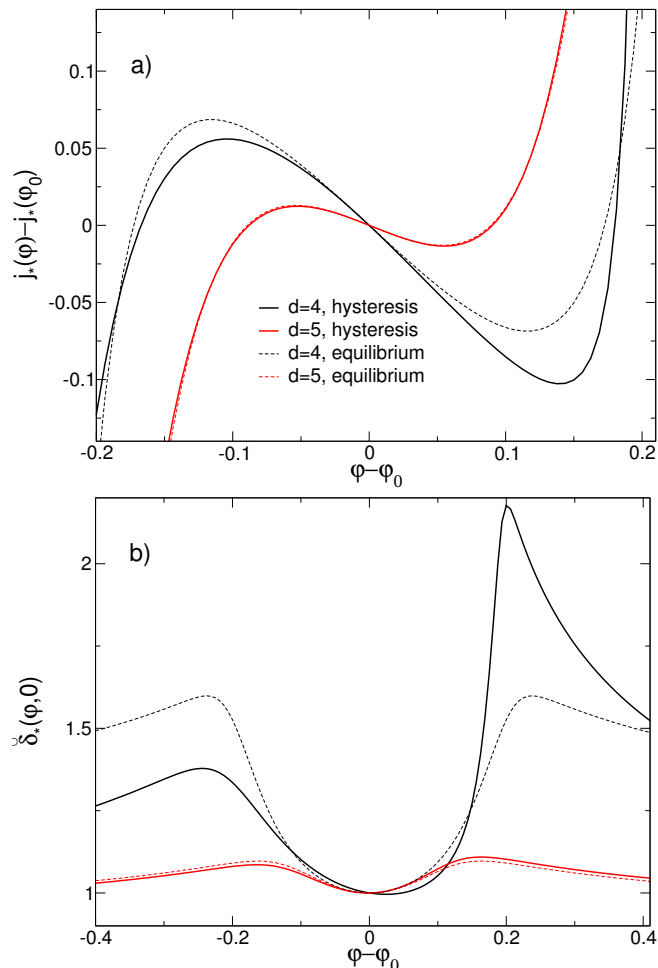 a)
0.1
0.05
0
-0.05
-0.1
j*(φ)−j*(φ0)
d=4, hysteresis
d=5, hysteresis
d=4, equilibrium
d=5, equilibrium
-0.2 -0.1 0 0.1 0.2
φ−φ0
b)
2
1.5
1
δ̆*(φ,0)
-0.4 -0.2 0 0.2 0.4
φ−φ0